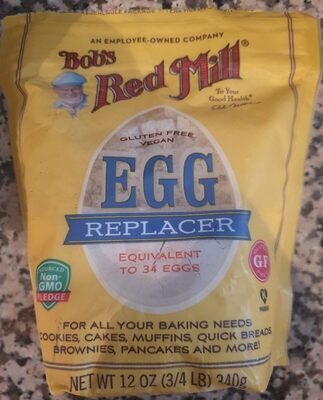 AN EMPLOYEE-OWNED COMPANY
Bob's
Red Mill®
To Your
Good Health®
GLUTEN FREE
VEGAN
EGG
REPLACER
EQUIVALENT
TO 34 EGGS
SOURCED
Non-
GMO
PLEDGE
GF
FOR ALL YOUR BAKING NEEDS
COOKIES, CAKES, MUFFINS, QUICK BREADS
BROWNIES, PANCAKES AND MORE!
NET WT 12 OZ (3/4 LB) 340g